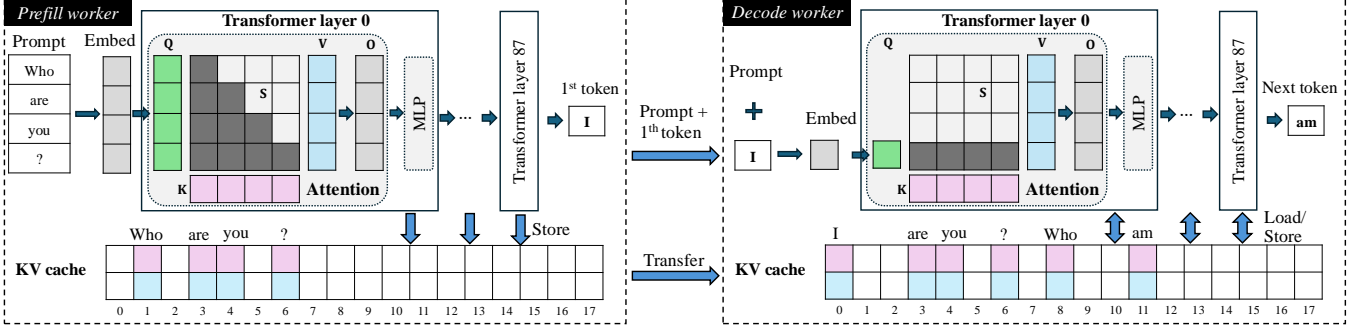 Prefill worker
Prompt
Who
are
you
?
Embed
Transformer layer 0
Q
S
K
V
O
Attention
MLP
...
Transformer layer 87
1st token
I
Store
KV cache
Who are you ?
0 1 2 3 4 5 6 7 8 9 10 11 12 13 14 15 16 17
Prompt +
1th token
Transfer
Decode worker
Prompt
+
I
Embed
Transformer layer 0
Q
S
K
V
O
Attention
MLP
...
Transformer layer 87
Next token
am
Load/
Store
KV cache
I are you ? Who am
0 1 2 3 4 5 6 7 8 9 10 11 12 13 14 15 16 17